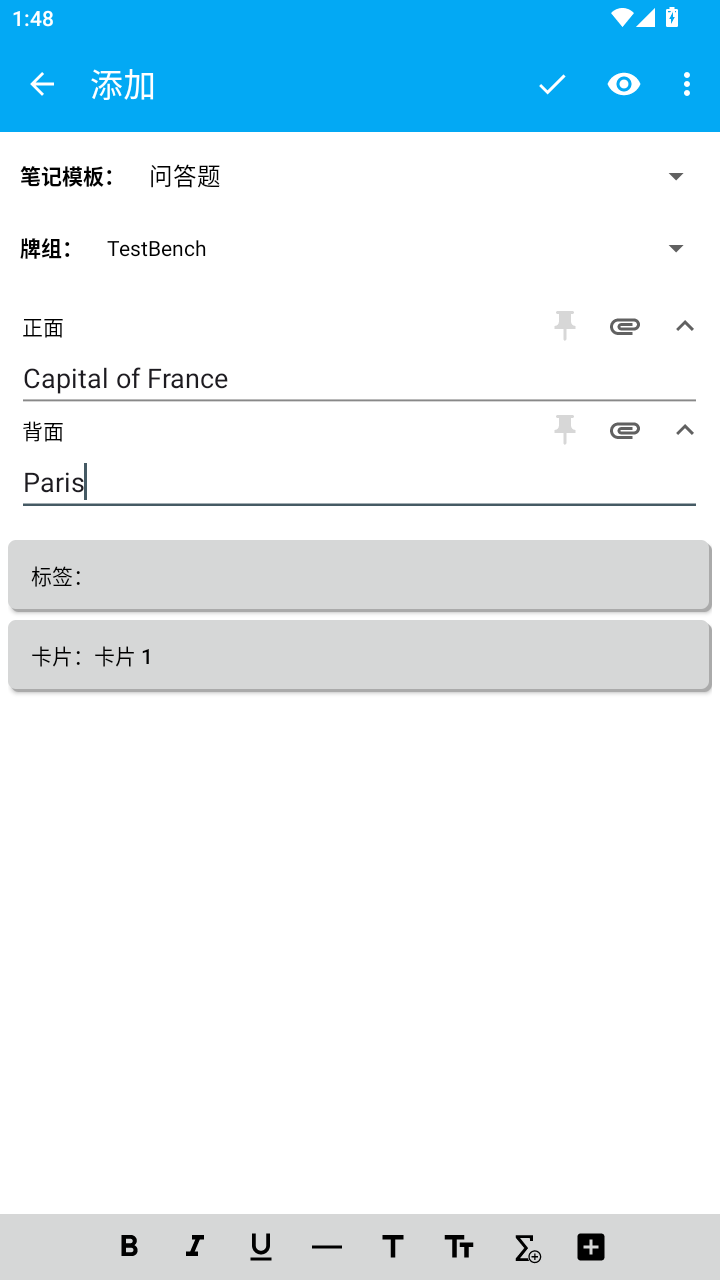 1:48
添加
笔记模板： 问答题
牌组： TestBench
正面
Capital of France
背面
Paris
标签：
卡片：卡片 1
B I U T Tт Σ